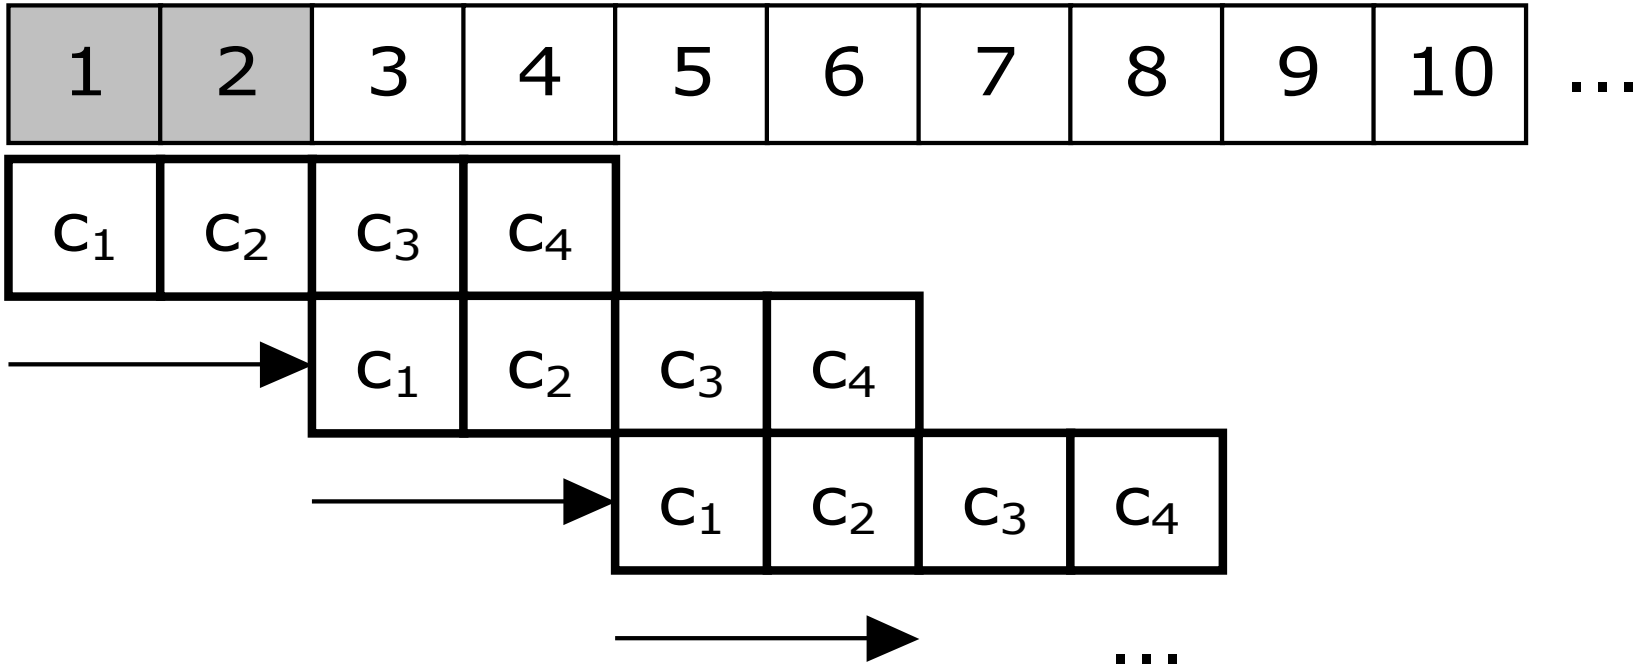 1 2 3 4 5 6 7 8 9 10 ...
c₁ c₂ c₃ c₄
c₁ c₂ c₃ c₄
c₁ c₂ c₃ c₄
...